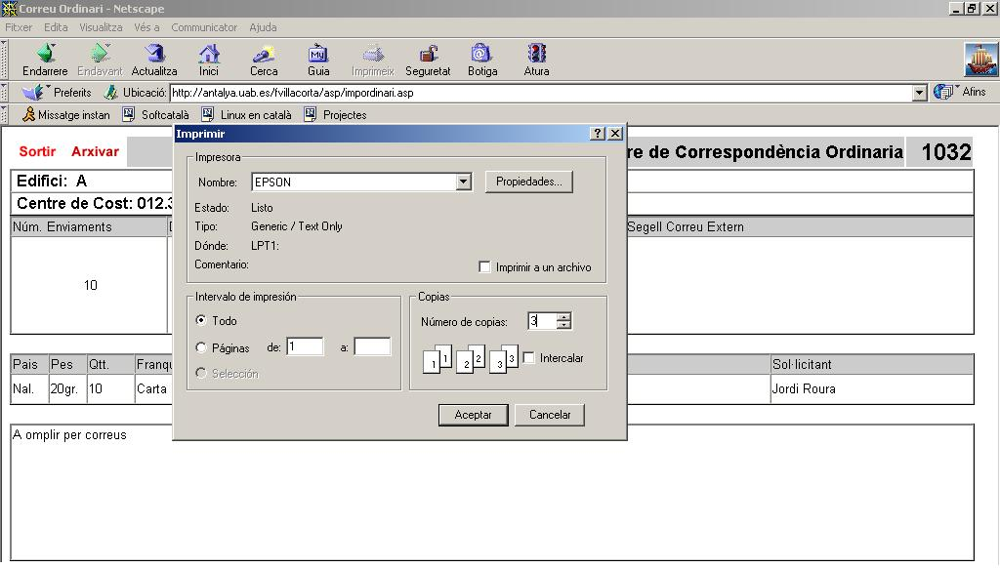 Correu Ordinari - Netscape
Fitxer Edita Visualitza Vés a Communicator Ajuda
Endarrere Endavant Actualitza Inici Cerca Guia Imprimeix Seguretat Botiga Atura
My
Preferits Ubicació: http://antalya.uab.es/fvillacorta/asp/impordinari.asp Afins
Missatge instan Softcatalà Linux en català Projectes
Imprimir
Sortir Arxivar re de Correspondència Ordinaria 1032
Impresora
Edifici: A
Nombre: EPSON Propiedades...
Centre de Cost: 012.3
Estado: Listo
Núm. Enviaments Segell Correu Extern
Tipo: Generic / Text Only
Dónde: LPT1:
Comentario: Imprimir a un archivo
10
Intervalo de impresión Copias
Todo Número de copias: 3
Páginas de: 1 a:
1 1 2 2 3 3 Intercalar
Selección
Pais Pes Qtt. Franqu Sol·licitant
Nal. 20gr. 10 Carta Jordi Roura
Aceptar Cancelar
A omplir per correus